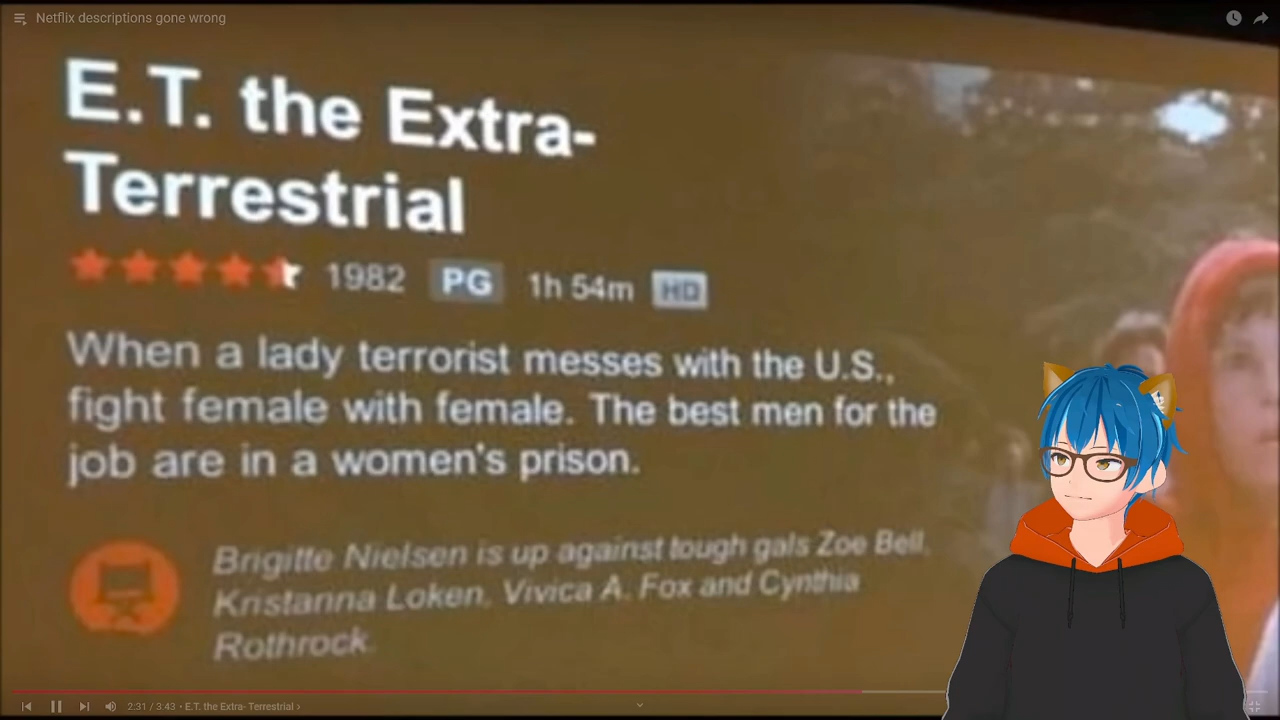 Netflix descriptions gone wrong
E.T. the Extra-
Terrestrial
1982 PG 1h 54m HD
When a lady terrorist messes with the U.S.,
fight female with female. The best men for the
job are in a women's prison.
Brigitte Nielsen is up against tough gals Zoe Bell,
Kristanna Loken, Vivica A. Fox and Cynthia
Rothrock.
2:31 / 3:43 • E.T. the Extra- Terrestrial ›